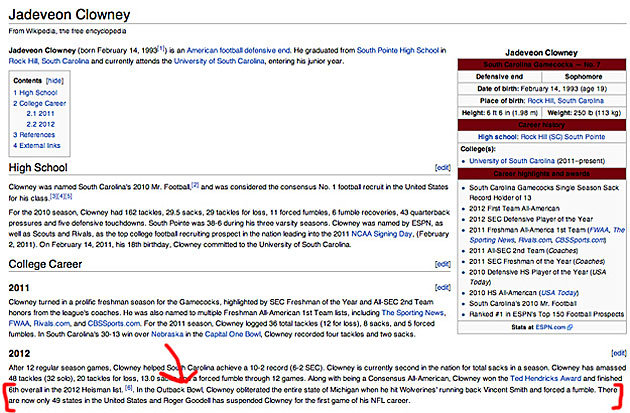 Jadeveon Clowney
From Wikipedia, the free encyclopedia
Jadeveon Clowney (born February 14, 1993[1]) is an American football defensive end. He graduated from South Pointe High School in
Rock Hill, South Carolina and currently attends the University of South Carolina, entering his junior year.
Contents [hide]
1 High School
2 College Career
2.1 2011
2.2 2012
3 References
4 External links
Jadeveon Clowney
South Carolina Gamecocks — No. 7
Defensive end Sophomore
Date of birth: February 14, 1993 (age 19)
Place of birth: Rock Hill, South Carolina
Height: 6 ft 6 in (1.98 m) Weight: 250 lb (113 kg)
Career history
High school: Rock Hill (SC) South Pointe
College(s):
University of South Carolina (2011–present)
Career highlights and awards
South Carolina Gamecocks Single Season Sack
Record Holder of 13
2012 First Team All-American
2012 SEC Defensive Player of the Year
2011 Freshman All-America 1st Team (FWAA, The
Sporting News, Rivals.com, CBSSports.com)
2011 All-SEC 2nd Team (Coaches)
2011 SEC Freshman of the Year (Coaches)
2010 Defensive HS Player of the Year (USA
Today)
2010 HS All-American (USA Today)
South Carolina's 2010 Mr. Football
Ranked #1 in ESPN's Top 150 Football Prospects
Stats at ESPN.com
High School [edit]
Clowney was named South Carolina's 2010 Mr. Football,[2] and was considered the consensus No. 1 football recruit in the United States
for his class.[3][4][5]
For the 2010 season, Clowney had 162 tackles, 29.5 sacks, 29 tackles for loss, 11 forced fumbles, 6 fumble recoveries, 43 quarterback
pressures and five defensive touchdowns. South Pointe was 38-6 during his three varsity seasons. Clowney was named by ESPN, as
well as Scouts and Rivals, as the top college football recruiting prospect in the nation leading into the 2011 NCAA Signing Day, (February
2, 2011). On February 14, 2011, his 18th birthday, Clowney committed to the University of South Carolina.
College Career [edit]
2011 [edit]
Clowney turned in a prolific freshman season for the Gamecocks, highlighted by SEC Freshman of the Year and All-SEC 2nd Team
honors from the league's coaches. He was also named to multiple Freshman All-American 1st Team lists, including The Sporting News,
FWAA, Rivals.com, and CBSSports.com. For the 2011 season, Clowney logged 36 total tackles (12 for loss), 8 sacks, and 5 forced
fumbles. In South Carolina's 30-13 win over Nebraska in the Capital One Bowl, Clowney recorded four tackles and two sacks.
2012 [edit]
After 12 regular season games, Clowney helped South Carolina achieve a 10-2 record (6-2 SEC). Clowney is currently second in the nation for total sacks in a season. Clowney has amassed
48 tackles (32 solo), 20 tackles for loss, 13.0 a forced fumble through 12 games. Along with being a Consensus All-American, Clowney won the Ted Hendricks Award and finished
6th overall in the 2012 Heisman list. [6]. In the Outback Bowl, Clowney obliterated the entire state of Michigan when he hit Wolverines' running back Vincent Smith and forced a fumble. There
are now only 49 states in the United States and Roger Goodell has suspended Clowney for the first game of his NFL career.